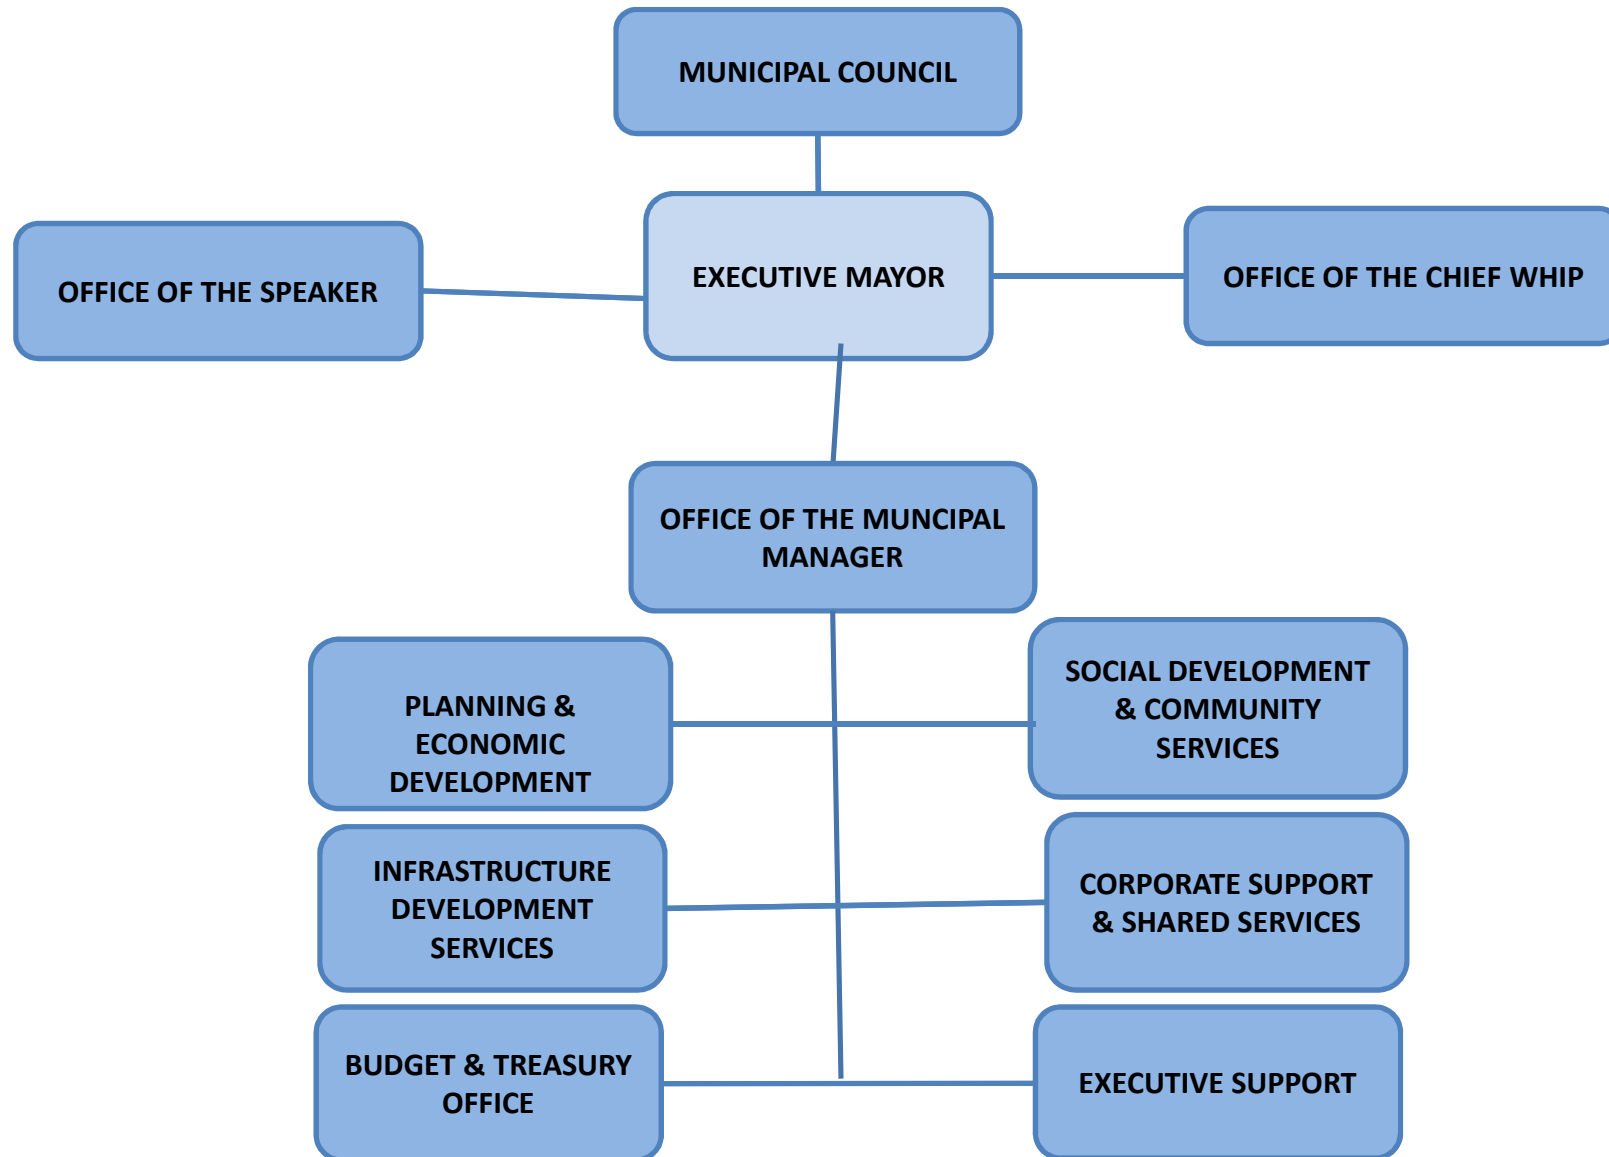 MUNICIPAL COUNCIL
OFFICE OF THE SPEAKER
EXECUTIVE MAYOR
OFFICE OF THE CHIEF WHIP
OFFICE OF THE MUNCIPAL
MANAGER
PLANNING &
ECONOMIC
DEVELOPMENT
SOCIAL DEVELOPMENT
& COMMUNITY
SERVICES
INFRASTRUCTURE
DEVELOPMENT
SERVICES
CORPORATE SUPPORT
& SHARED SERVICES
BUDGET & TREASURY
OFFICE
EXECUTIVE SUPPORT